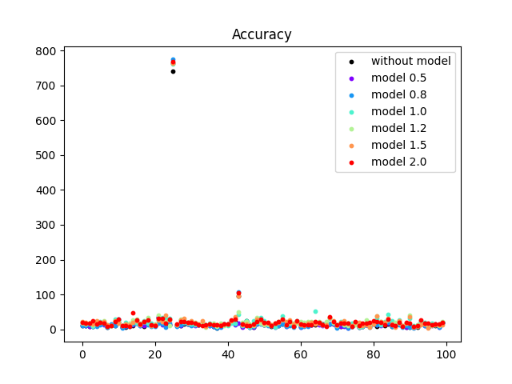 Accuracy
800
700
600
500
400
300
200
100
0
0 20 40 60 80 100
without model
model 0.5
model 0.8
model 1.0
model 1.2
model 1.5
model 2.0